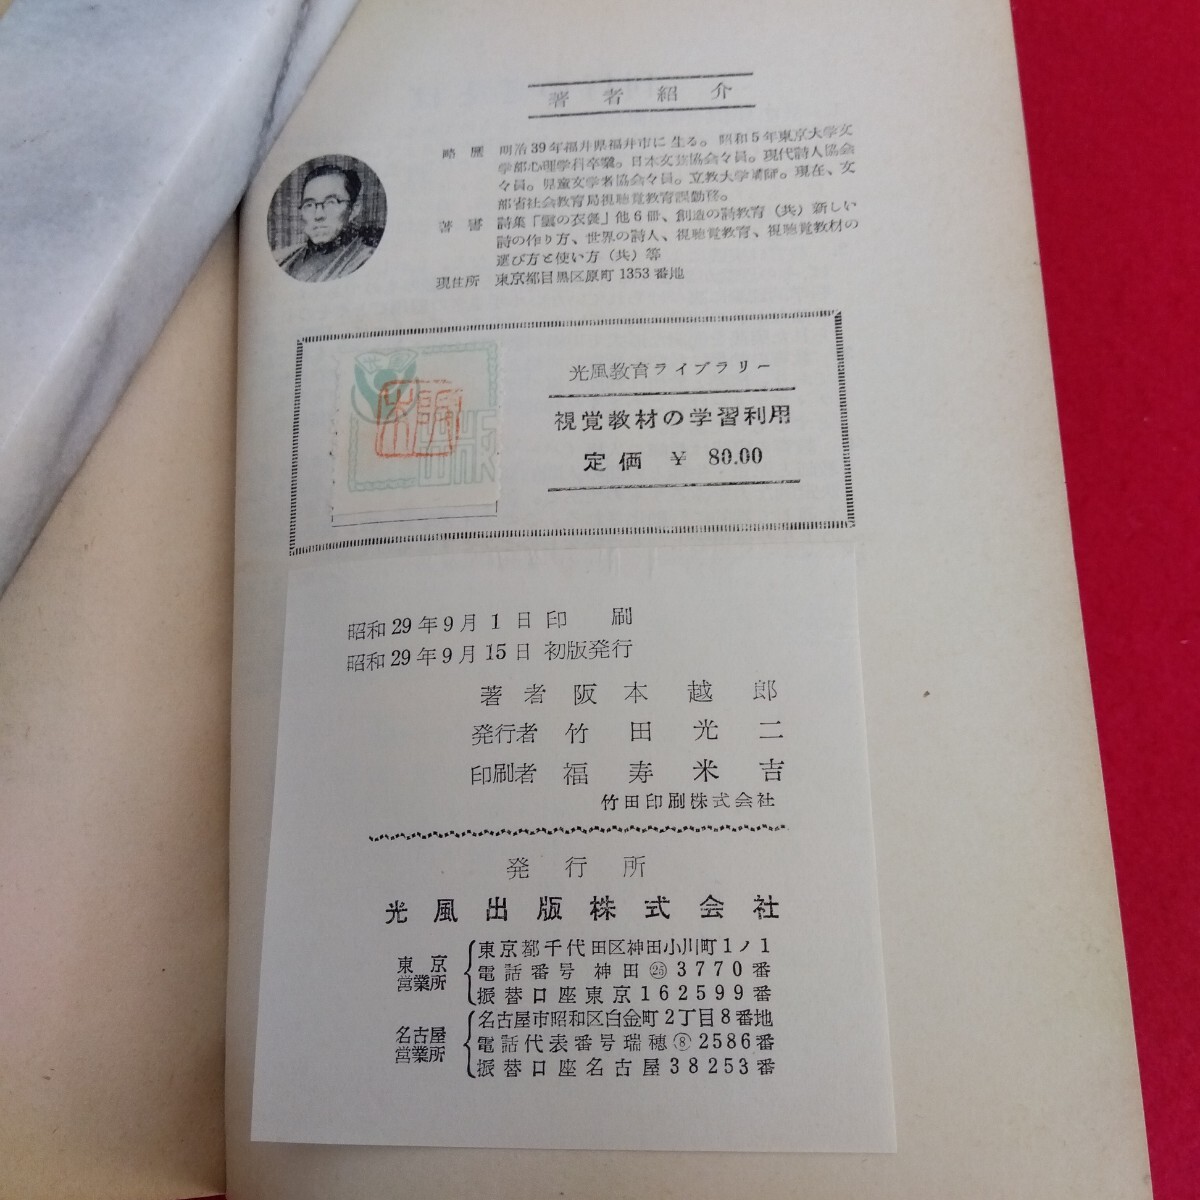 著者紹介
略歴 明治39年福井県福井市に生る。昭和5年東京大学文
学部心理学科卒業。日本文芸協会々員。現代詩人協会
々員。児童文学者協会々員。立教大学講師。現在、文
部省社会教育局視聴覚教育課勤務。
著書 詩集「雲の衣裳」他6冊、創造の詩教育(共)新しい
詩の作り方、世界の詩人、視聴覚教育、視聴覚教材の
選び方と使い方(共)等
現住所 東京都目黒区原町1353番地
光風教育ライブラリー
視覚教材の学習利用
定価 ¥ 80.00
昭和29年9月1日印刷
昭和29年9月15日初版発行
著者 阪本越郎
発行者 竹田光二
印刷者 福寿米吉
竹田印刷株式会社
発行所
光風出版株式会社
東京営業所
東京都千代田区神田小川町1ノ1
電話番号 神田㉕3770番
振替口座東京162599番
名古屋営業所
名古屋市昭和区白金町2丁目8番地
電話代表番号瑞穂⑧2586番
振替口座名古屋38253番